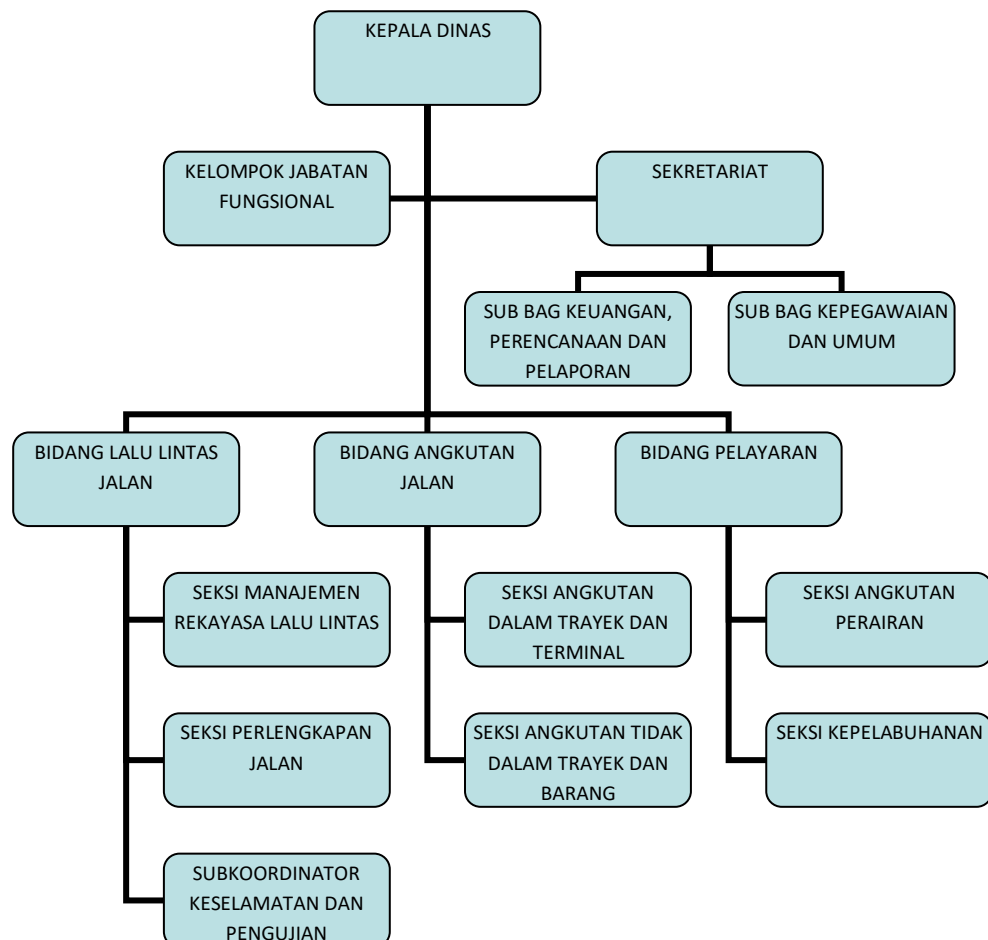 KEPALA DINAS
KELOMPOK JABATAN
FUNGSIONAL
SEKRETARIAT
SUB BAG KEUANGAN,
PERENCANAAN DAN
PELAPORAN
SUB BAG KEPEGAWAIAN
DAN UMUM
BIDANG LALU LINTAS
JALAN
BIDANG ANGKUTAN
JALAN
BIDANG PELAYARAN
SEKSI MANAJEMEN
REKAYASA LALU LINTAS
SEKSI ANGKUTAN
DALAM TRAYEK DAN
TERMINAL
SEKSI ANGKUTAN
PERAIRAN
SEKSI PERLENGKAPAN
JALAN
SEKSI ANGKUTAN TIDAK
DALAM TRAYEK DAN
BARANG
SEKSI KEPELABUHANAN
SUBKOORDINATOR
KESELAMATAN DAN
PENGUJIAN